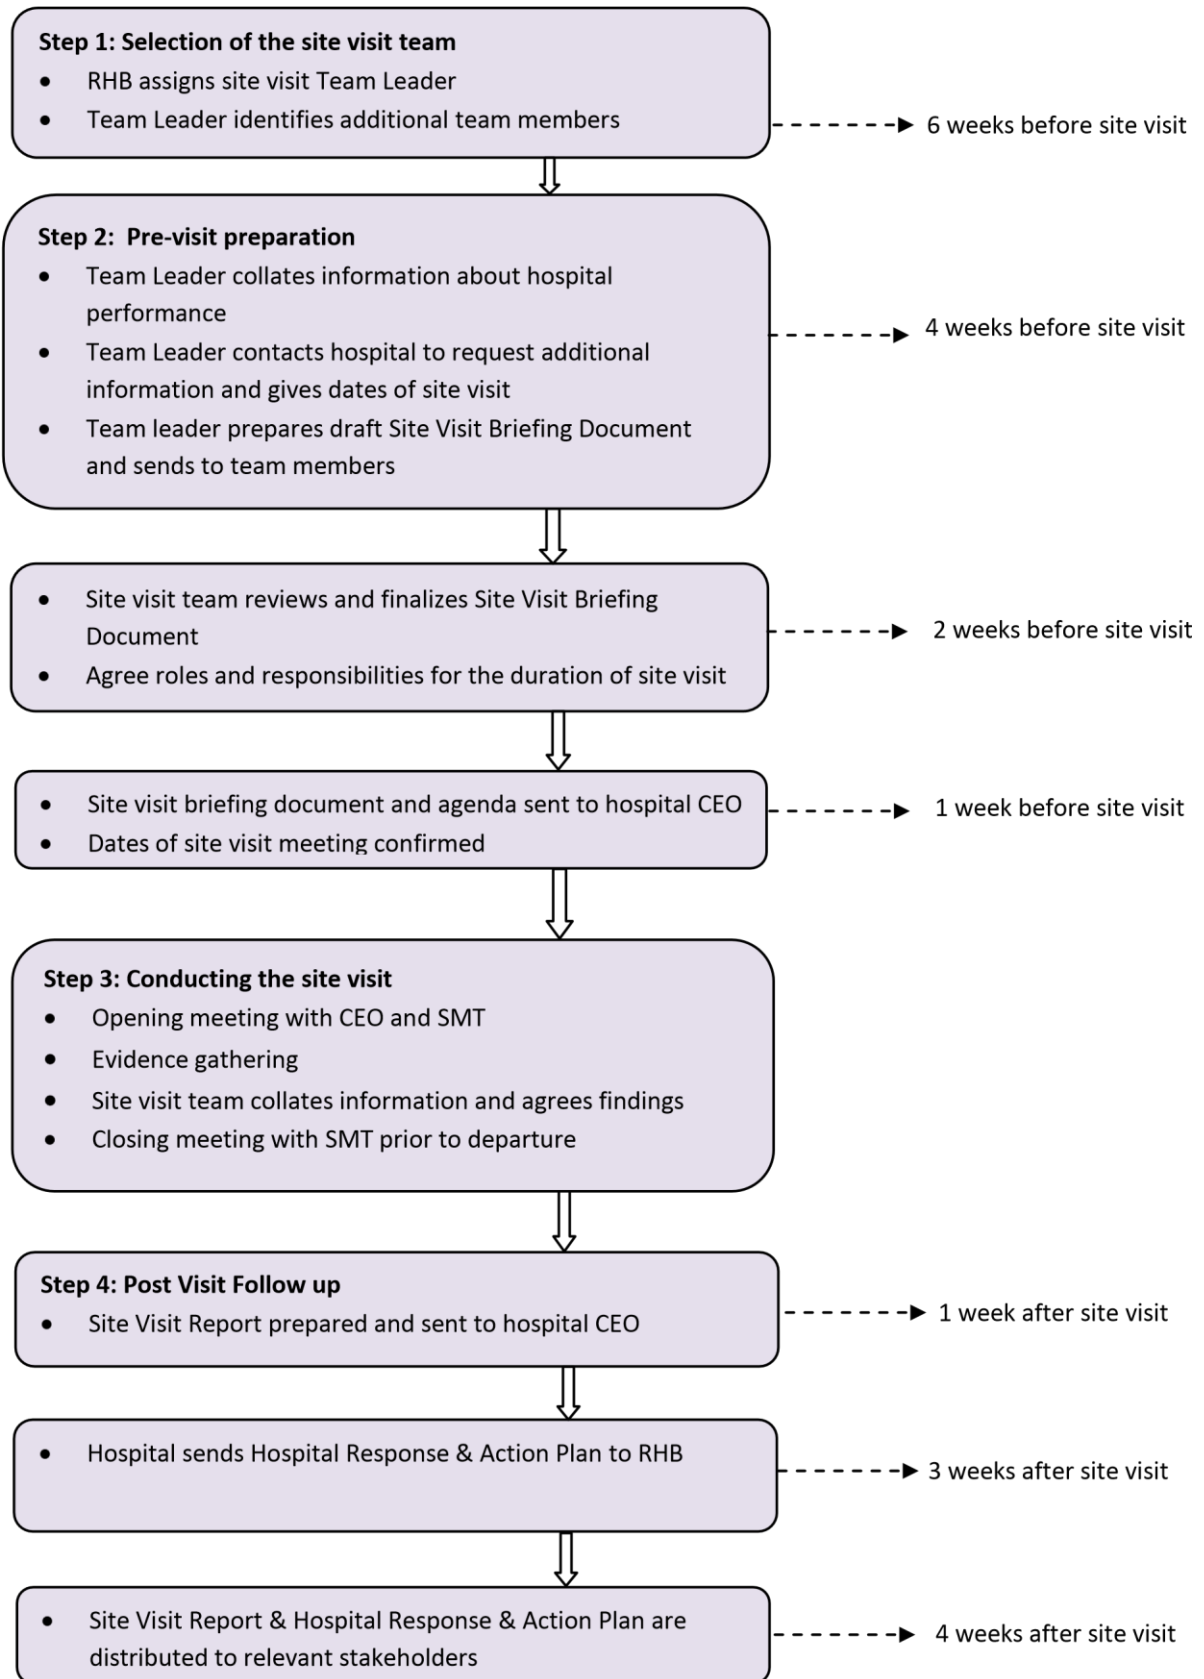 Step 1: Selection of the site visit team
• RHB assigns site visit Team Leader
• Team Leader identifies additional team members
6 weeks before site visit
Step 2:  Pre-visit preparation
• Team Leader collates information about hospital
performance
• Team Leader contacts hospital to request additional
information and gives dates of site visit
• Team leader prepares draft Site Visit Briefing Document
and sends to team members
4 weeks before site visit
• Site visit team reviews and finalizes Site Visit Briefing
Document
• Agree roles and responsibilities for the duration of site visit
2 weeks before site visit
• Site visit briefing document and agenda sent to hospital CEO
• Dates of site visit meeting confirmed
1 week before site visit
Step 3: Conducting the site visit
• Opening meeting with CEO and SMT
• Evidence gathering
• Site visit team collates information and agrees findings
• Closing meeting with SMT prior to departure
Step 4: Post Visit Follow up
• Site Visit Report prepared and sent to hospital CEO
1 week after site visit
• Hospital sends Hospital Response & Action Plan to RHB
3 weeks after site visit
• Site Visit Report & Hospital Response & Action Plan are
distributed to relevant stakeholders
4 weeks after site visit